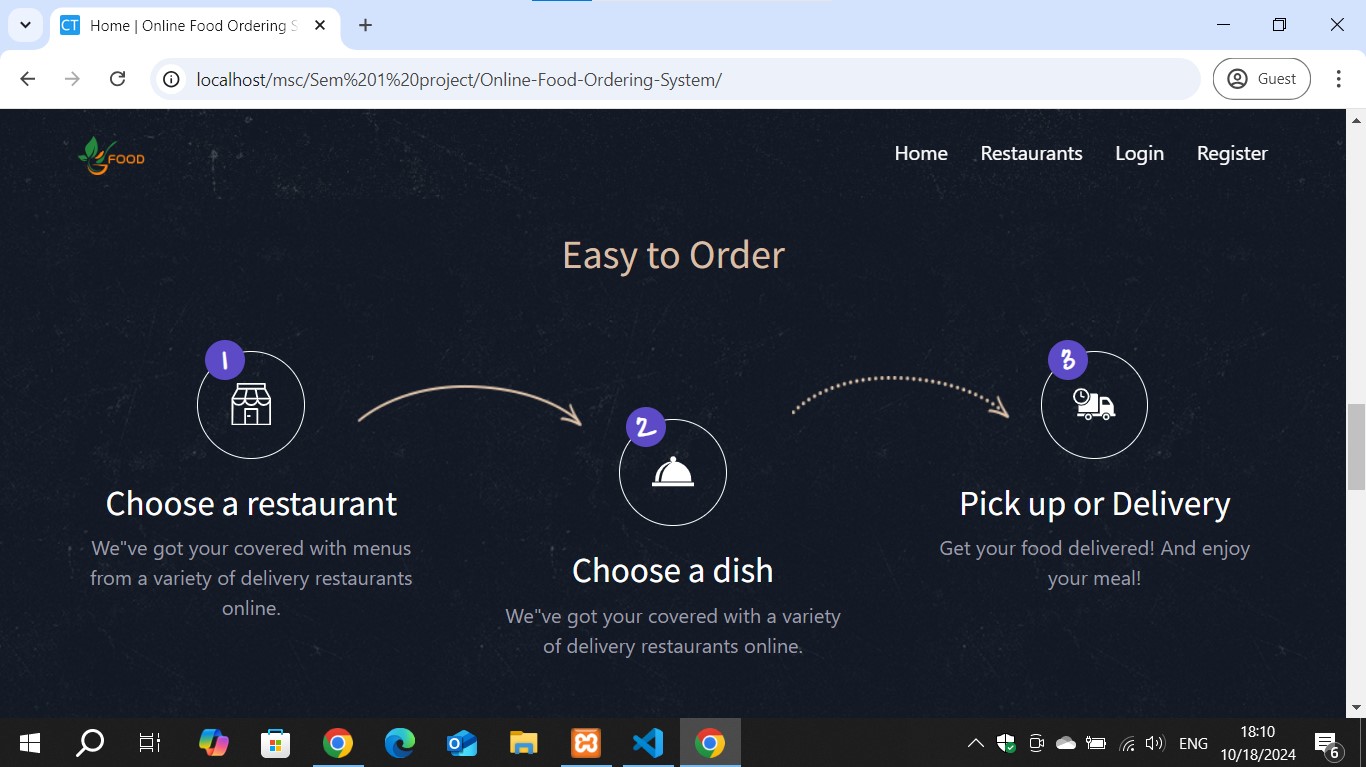 CT Home | Online Food Ordering S
localhost/msc/Sem%201%20project/Online-Food-Ordering-System/
Guest
FOOD
Home Restaurants Login Register
Easy to Order
1
Choose a restaurant
We"ve got your covered with menus
from a variety of delivery restaurants
online.
2
Choose a dish
We"ve got your covered with a variety
of delivery restaurants online.
3
Pick up or Delivery
Get your food delivered! And enjoy
your meal!
ENG
18:10
10/18/2024
6